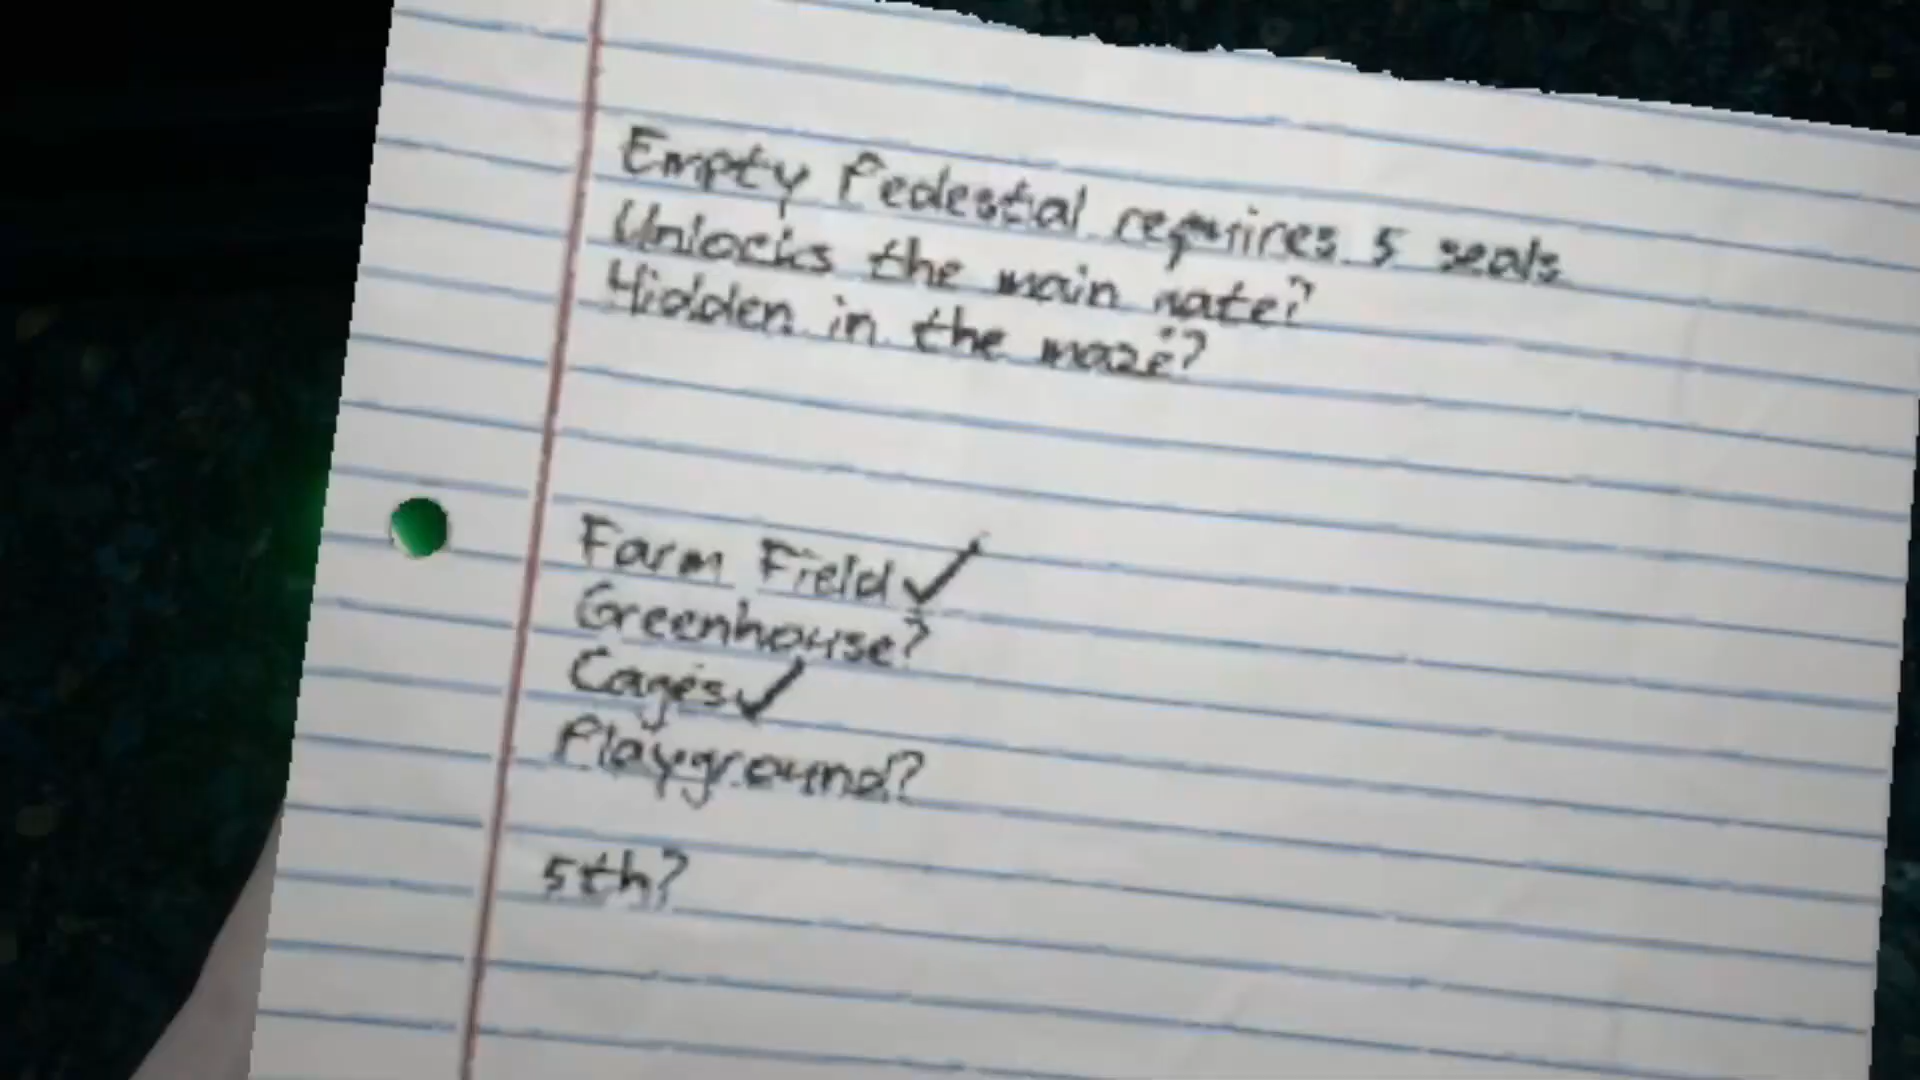 Empty Pedestal requires 5 seals
Unlocks the main gate?
Hidden in the maze?
Farm Field✓
Greenhouse?
Cages✓
Playground?
5th?